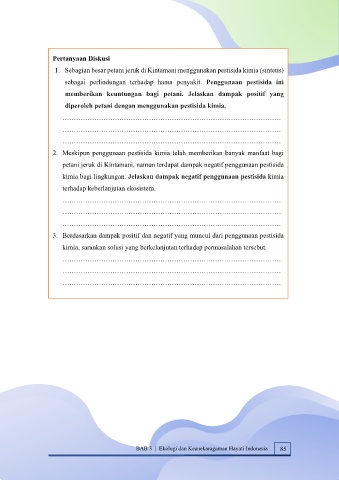 Pertanyaan Diskusi
1. Sebagian besar petani jeruk di Kintamani menggunakan pestisida kimia (sintetis)
sebagai perlindungan terhadap hama penyakit. Penggunaan pestisida ini
memberikan keuntungan bagi petani. Jelaskan dampak positif yang
diperoleh petani dengan menggunakan pestisida kimia.
……………………………………………………………………………
……………………………………………………………………………
……………………………………………………………………………
2. Meskipun penggunaan pestisida kimia telah memberikan banyak manfaat bagi
petani jeruk di Kintamani, namun terdapat dampak negatif penggunaan pestisida
kimia bagi lingkungan. Jelaskan dampak negatif penggunaan pestisida kimia
terhadap keberlanjutan ekosistem.
……………………………………………………………………………
……………………………………………………………………………
……………………………………………………………………………
3. Berdasarkan dampak positif dan negatif yang muncul dari penggunaan pestisida
kimia, sarankan solusi yang berkelanjutan terhadap permasalahan tersebut.
……………………………………………………………………………
……………………………………………………………………………
……………………………………………………………………………
BAB 3 | Ekologi dan Keanekaragaman Hayati Indonesia 85